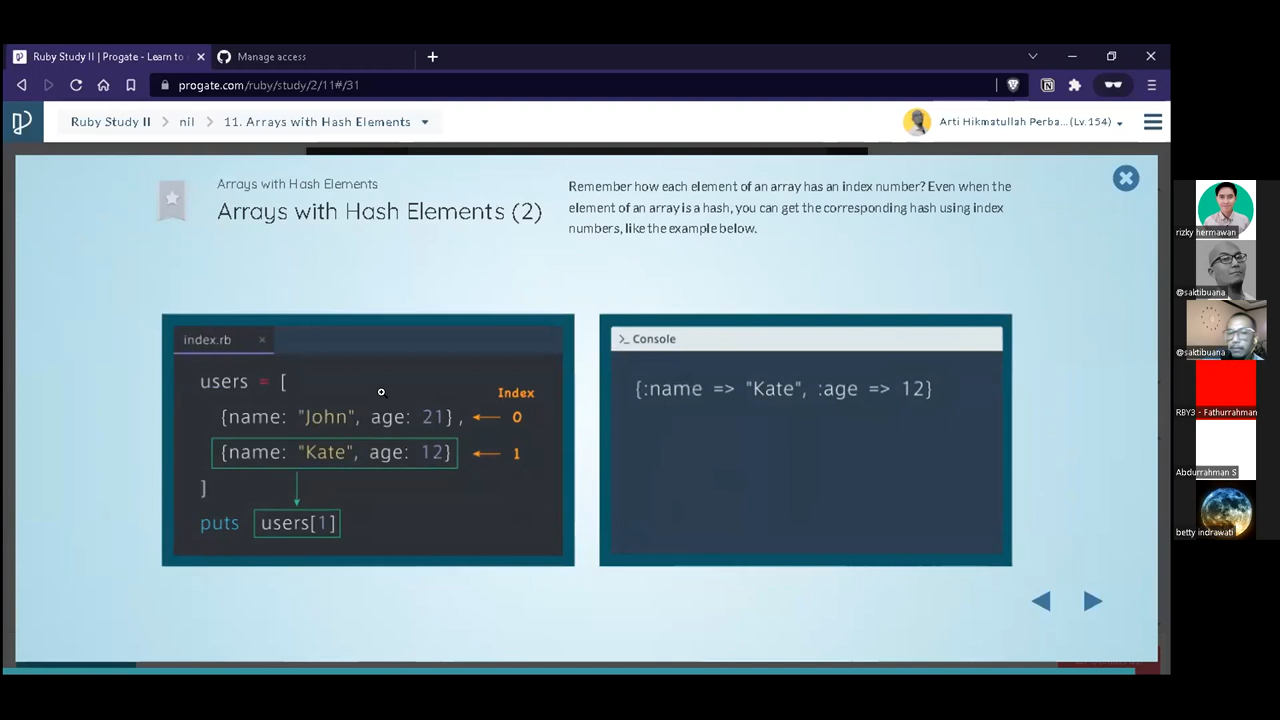 Ruby Study II | Progate - Learn to
Manage access
progate.com/ruby/study/2/11#/31
Ruby Study II > nil > 11. Arrays with Hash Elements
Arti Hikmatullah Perba...(Lv.154)
Arrays with Hash Elements
Arrays with Hash Elements (2)
Remember how each element of an array has an index number? Even when the
element of an array is a hash, you can get the corresponding hash using index
numbers, like the example below.
index.rb
users = [
Index
{name: "John", age: 21}, 0
{name: "Kate", age: 12} 1
]
puts users[1]
>_ Console
{:name => "Kate", :age => 12}
rizky hermawan
@saktibuana
@saktibuana
RBY3 - Fathurrahman
Abdurrahman S
betty indrawati